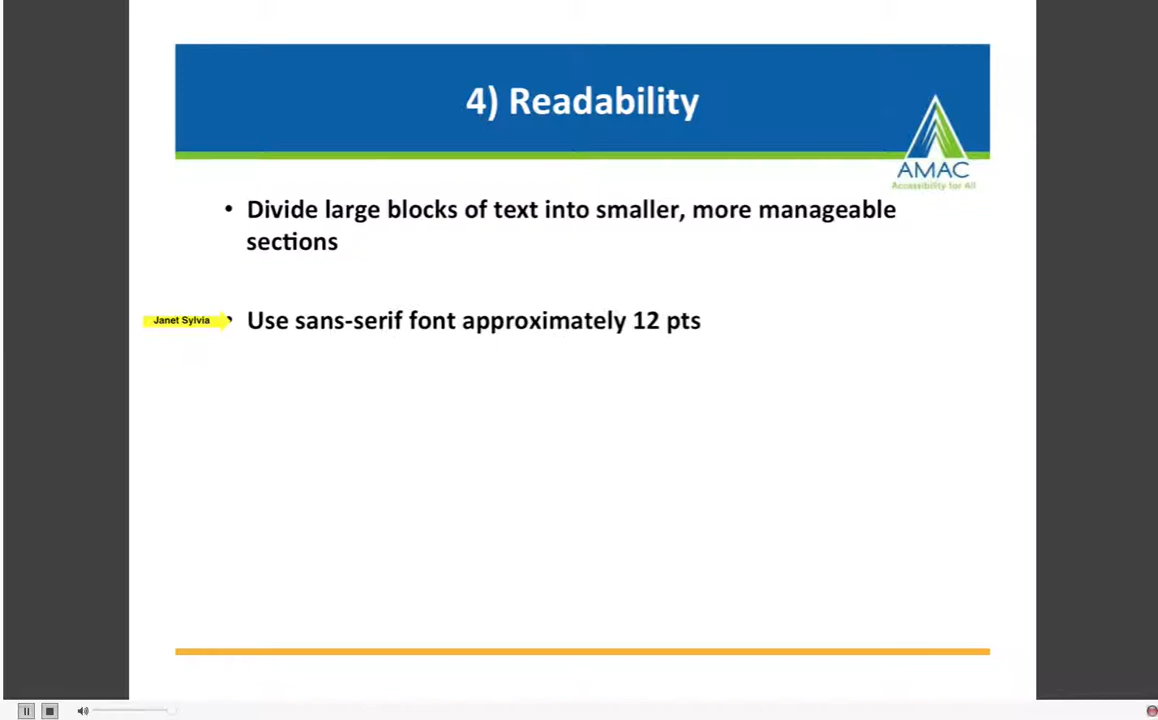 4) Readability
AMAC
Accessibility for All
• Divide large blocks of text into smaller, more manageable
sections
Janet Sylvia
• Use sans-serif font approximately 12 pts